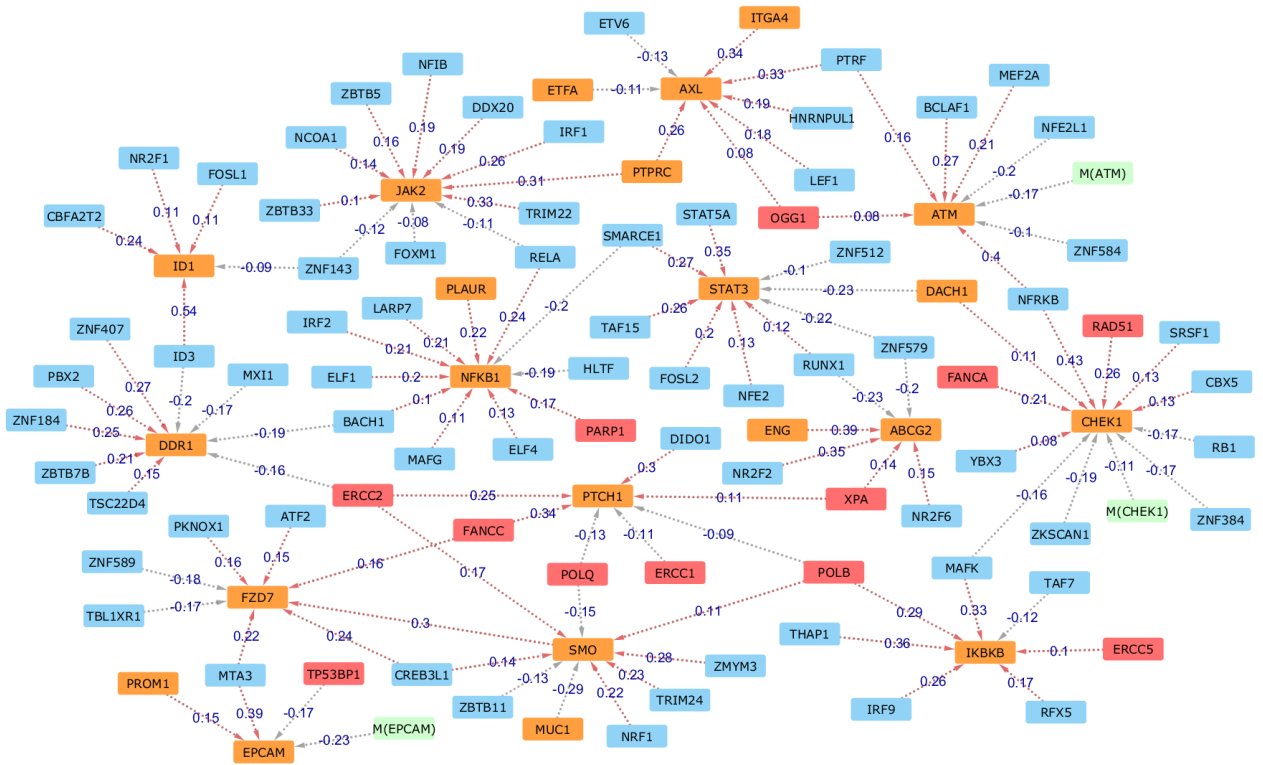 ETV6
ITGA4
-0.13
0.34
NFIB
PTRF
ZBTB5
ETFA
-0.11
AXL
0.33
MEF2A
DDX20
0.19
HNRNPUL1
BCLAF1
NFE2L1
NCOA1
0.16
0.19
0.19
IRF1
0.26
0.18
0.16
0.21
NR2F1
0.14
0.26
0.08
0.27
-0.2
M(ATM)
FOSL1
0.31
PTPRC
LEF1
-0.17
JAK2
CBFA2T2
0.11
0.11
ZBTB33
0.1
0.33
TRIM22
STAT5A
OGG1
0.08
ATM
0.24
-0.12
-0.08
-0.11
SMARCE1
-0.1
ZNF584
FOXM1
RELA
0.35
ZNF512
0.4
ID1
-0.09
ZNF143
0.27
-0.1
STAT3
-0.23
DACH1
NFRKB
PLAUR
-0.2
LARP7
0.54
0.24
0.26
-0.22
RAD51
SRSF1
ZNF407
IRF2
0.22
TAF15
0.2
0.12
0.21
0.21
0.13
ZNF579
0.11
0.43
ID3
RUNX1
0.13
PBX2
MXI1
ELF1
0.2
NFKB1
-0.19
HLTF
FOSL2
FANCA
0.26
CBX5
0.27
-0.2
-0.17
NFE2
-0.23
-0.2
0.21
0.13
0.26
0.1
0.17
ZNF184
BACH1
0.11
0.13
CHEK1
0.25
-0.19
PARP1
DIDO1
ENG
0.39
ABCG2
0.08
-0.17
DDR1
ELF4
0.35
RB1
0.21
MAFG
YBX3
ZBTB7B
0.15
-0.16
0.3
NR2F2
0.14
0.15
-0.19
-0.11
-0.17
TSC22D4
ERCC2
0.25
PTCH1
0.11
XPA
-0.16
M(CHEK1)
ATF2
0.34
NR2F6
ZNF384
PKNOX1
FANCC
-0.13
-0.11
-0.09
ZKSCAN1
ZNF589
0.16
0.15
0.16
-0.18
0.17
POLQ
ERCC1
POLB
MAFK
TAF7
FZD7
TBL1XR1
-0.17
-0.15
0.11
0.29
0.33
-0.12
0.3
0.22
0.24
THAP1
0.36
SMO
IKBKB
0.1
ERCC5
0.14
0.28
ZMYM3
MTA3
TP53BP1
CREB3L1
-0.13
0.23
0.26
0.17
PROM1
-0.29
0.22
TRIM24
ZBTB11
IRF9
RFX5
0.15
0.39
-0.17
M(EPCAM)
MUC1
NRF1
-0.23
EPCAM